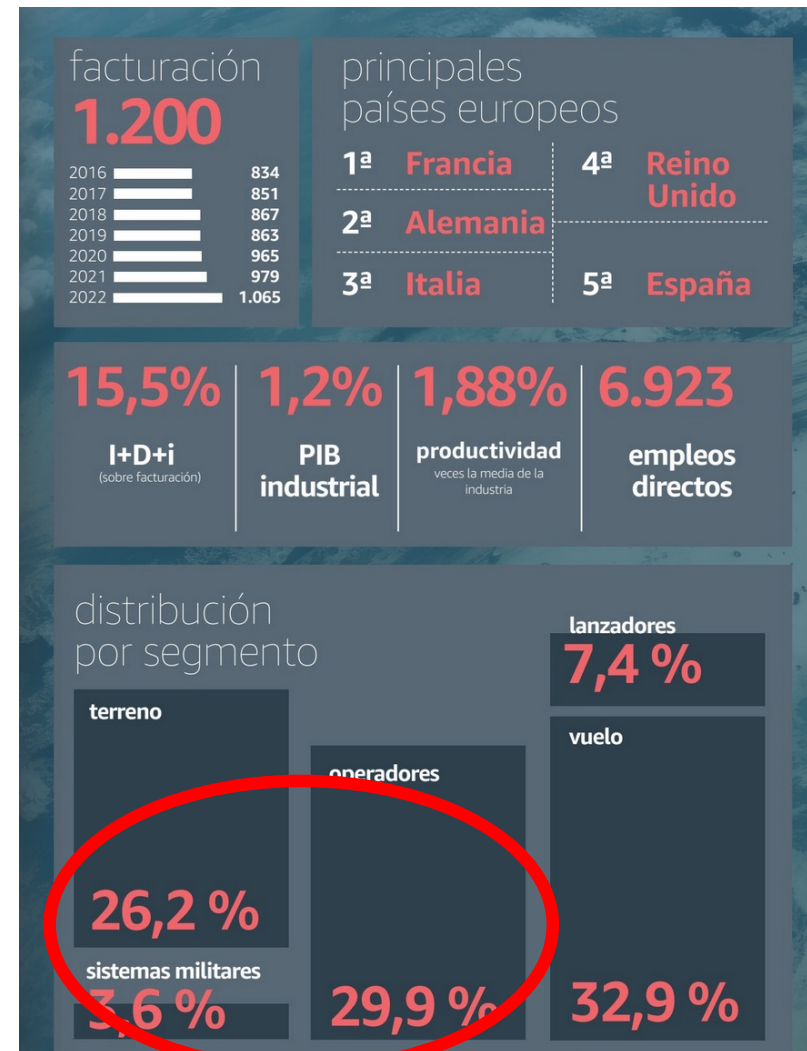 facturación
1.200
2016 834
2017 851
2018 867
2019 863
2020 965
2021 979
2022 1.065
principales
países europeos
1ª Francia
2ª Alemania
3ª Italia
4ª Reino
Unido
5ª España
15,5%
I+D+i
(sobre facturación)
1,2%
PIB
industrial
1,88%
productividad
veces la media de la
industria
6.923
empleos
directos
distribución
por segmento
terreno
26,2 %
sistemas militares
3,6 %
operadores
29,9 %
lanzadores
7,4 %
vuelo
32,9 %